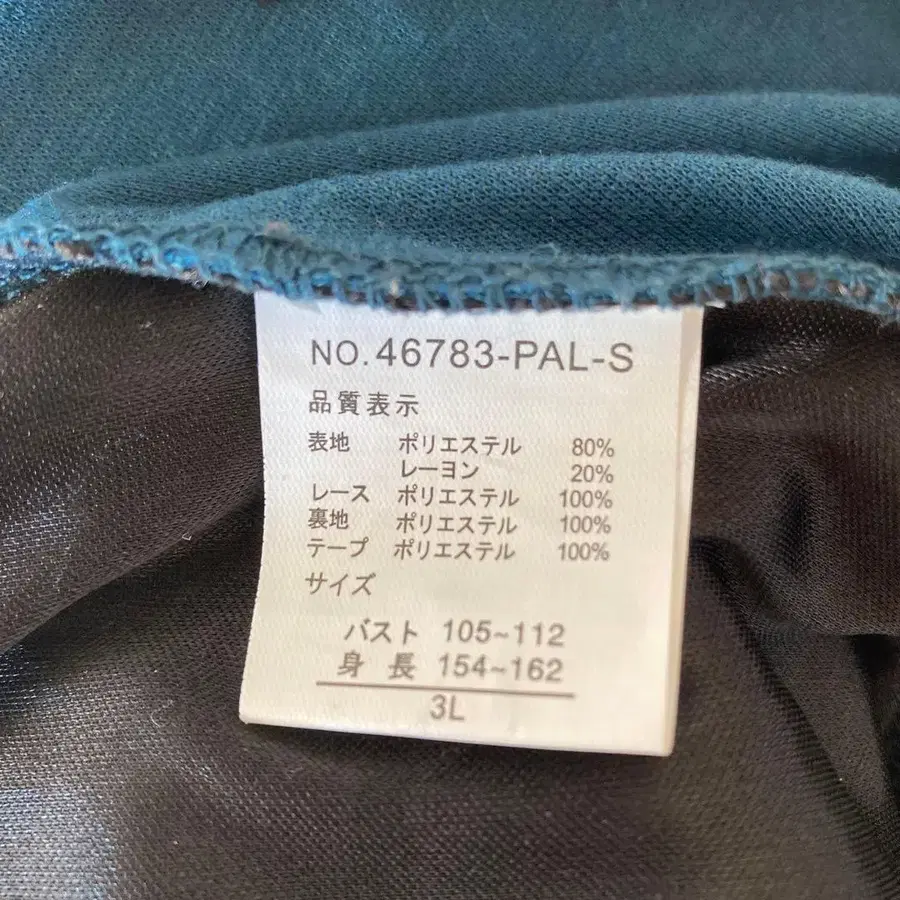 NO. 46783-PAL-S
品質表示
表地 ポリエステル 80%
レーヨン 20%
レース ポリエステル 100%
裏地 ポリエステル 100%
テープ ポリエステル 100%
サイズ
バスト 105~112
身長 154~162
3L